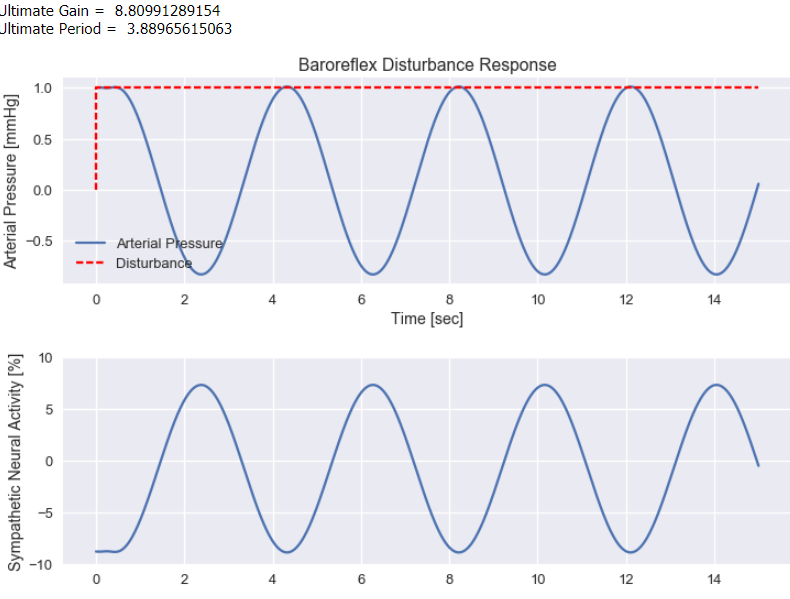 Ultimate Gain =  8.80991289154
Ultimate Period =  3.88965615063
Baroreflex Disturbance Response
Arterial Pressure [mmHg]
1.0
0.5
0.0
−0.5
Arterial Pressure
Disturbance
0 2 4 6 8 10 12 14
Time [sec]
Sympathetic Neural Activity [%]
10
5
0
−5
−10
0 2 4 6 8 10 12 14